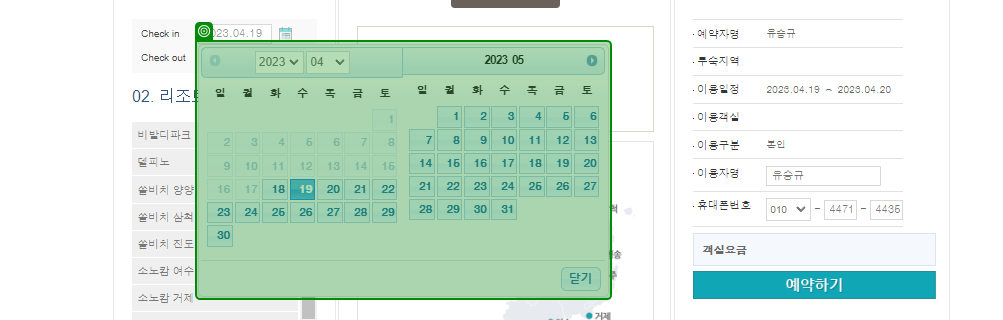 Check in
2023.04.19
Check out
02. 리조
비발디파크
델피노
쏠비치 양양
쏠비치 삼척
쏠비치 진도
소노캄 여수
소노캄 거제
2023
04
일 월 화 수 목 금 토
1
2 3 4 5 6 7 8
9 10 11 12 13 14 15
16 17 18 19 20 21 22
23 24 25 26 27 28 29
30
2023 05
일 월 화 수 목 금 토
1 2 3 4 5 6
7 8 9 10 11 12 13
14 15 16 17 18 19 20
21 22 23 24 25 26 27
28 29 30 31
닫기
거제
예약자명 유승규
투숙지역
이용일정 2023.04.19 ~ 2023.04.20
이용객실
이용구분 본인
이용자명 유승규
휴대폰번호 010 - 4471 - 4435
객실요금
예약하기